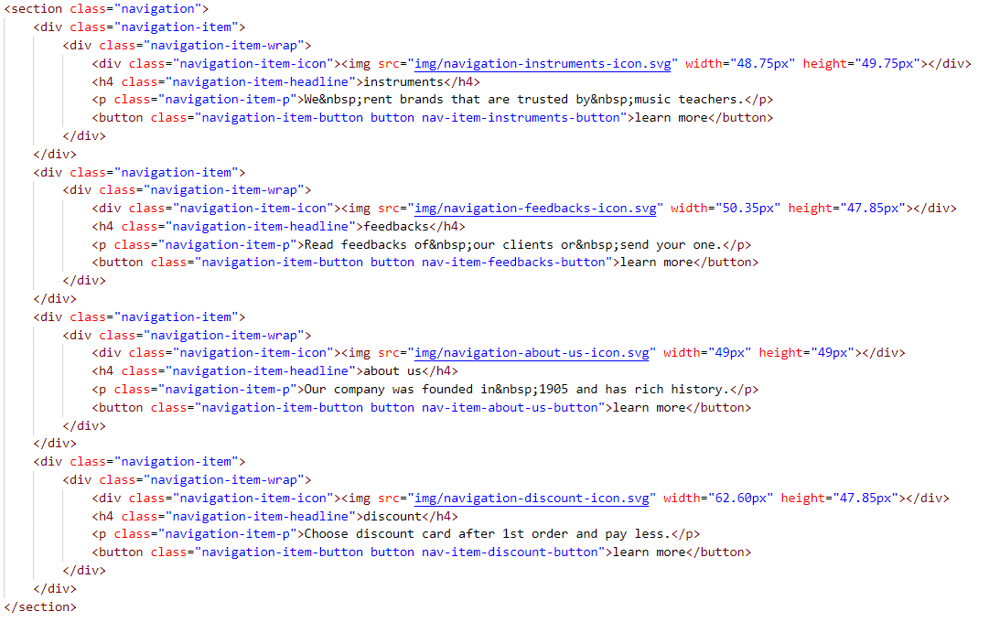 <section class="navigation">
    <div class="navigation-item">
        <div class="navigation-item-wrap">
            <div class="navigation-item-icon"><img src="img/navigation-instruments-icon.svg" width="48.75px" height="49.75px"></div>
            <h4 class="navigation-item-headline">instruments</h4>
            <p class="navigation-item-p">We&nbsp;rent brands that are trusted by&nbsp;music teachers.</p>
            <button class="navigation-item-button button nav-item-instruments-button">learn more</button>
        </div>
    </div>
    <div class="navigation-item">
        <div class="navigation-item-wrap">
            <div class="navigation-item-icon"><img src="img/navigation-feedbacks-icon.svg" width="50.35px" height="47.85px"></div>
            <h4 class="navigation-item-headline">feedbacks</h4>
            <p class="navigation-item-p">Read feedbacks of&nbsp;our clients or&nbsp;send your one.</p>
            <button class="navigation-item-button button nav-item-feedbacks-button">learn more</button>
        </div>
    </div>
    <div class="navigation-item">
        <div class="navigation-item-wrap">
            <div class="navigation-item-icon"><img src="img/navigation-about-us-icon.svg" width="49px" height="49px"></div>
            <h4 class="navigation-item-headline">about us</h4>
            <p class="navigation-item-p">Our company was founded in&nbsp;1905 and has rich history.</p>
            <button class="navigation-item-button button nav-item-about-us-button">learn more</button>
        </div>
    </div>
    <div class="navigation-item">
        <div class="navigation-item-wrap">
            <div class="navigation-item-icon"><img src="img/navigation-discount-icon.svg" width="62.60px" height="47.85px"></div>
            <h4 class="navigation-item-headline">discount</h4>
            <p class="navigation-item-p">Choose discount card after 1st order and pay less.</p>
            <button class="navigation-item-button button nav-item-discount-button">learn more</button>
        </div>
    </div>
</section>